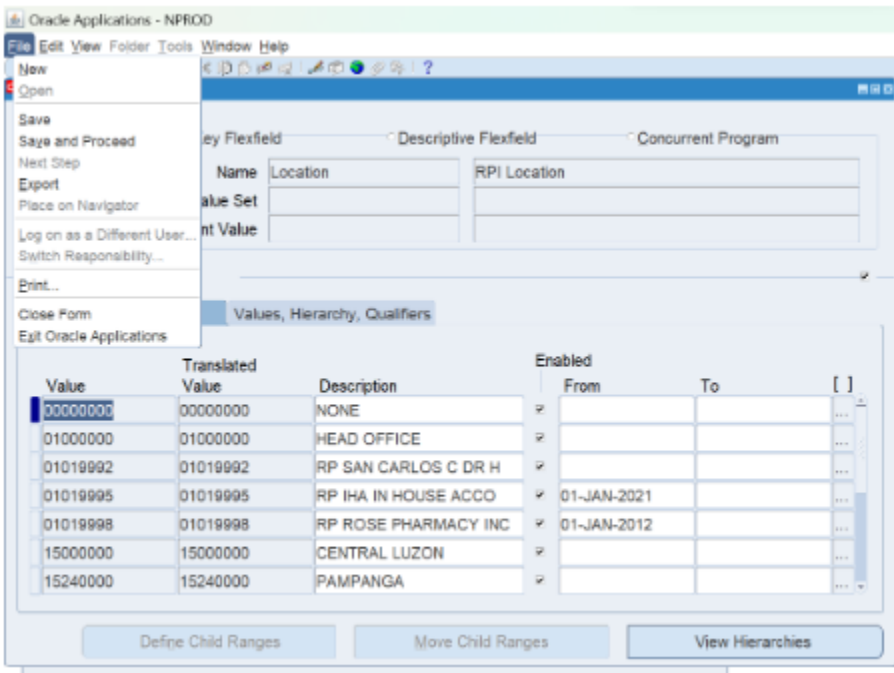 Oracle Applications - NPROD
File Edit View Folder Tools Window Help
New
Open
Save
Save and Proceed
Next Step
Export
Place on Navigator
Log on as a Different User...
Switch Responsibility...
Print...
Close Form
Exit Oracle Applications
ey Flexfield Descriptive Flexfield Concurrent Program
Name Location RPI Location
alue Set
nt Value
Values, Hierarchy, Qualifiers
Translated Enabled
Value Value Description From To [ ]
00000000 00000000 NONE ...
01000000 01000000 HEAD OFFICE ...
01019992 01019992 RP SAN CARLOS C DR H ...
01019995 01019995 RP IHA IN HOUSE ACCO 01-JAN-2021 ...
01019998 01019998 RP ROSE PHARMACY INC 01-JAN-2012 ...
15000000 15000000 CENTRAL LUZON ...
15240000 15240000 PAMPANGA ...
Define Child Ranges Move Child Ranges View Hierarchies